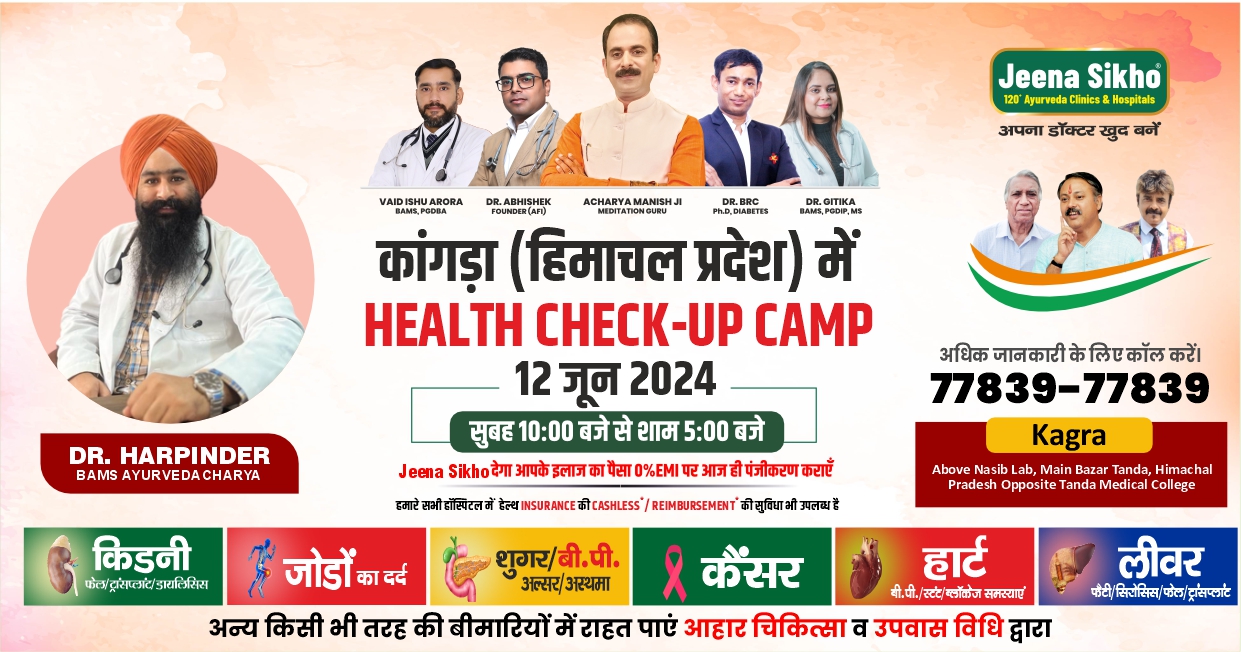 Jeena Sikho®
120+ Ayurveda Clinics & Hospitals
अपना डॉक्टर खुद बनें
VAID ISHU ARORA
BAMS, PGDBA
DR. ABHISHEK
FOUNDER (AFI)
ACHARYA MANISH JI
MEDITATION GURU
DR. BRC
Ph.D, DIABETES
DR. GITIKA
BAMS, PGDIP, MS
कांगड़ा (हिमाचल प्रदेश) में
HEALTH CHECK-UP CAMP
12 जून 2024
सुबह 10:00 बजे से शाम 5:00 बजे
Jeena Sikho देगा आपके इलाज का पैसा 0%EMI पर आज ही पंजीकरण कराएँ
हमारे सभी हॉस्पिटल में हेल्थ INSURANCE की CASHLESS*/ REIMBURSEMENT* की सुविधा भी उपलब्ध है
DR. HARPINDER
BAMS AYURVEDACHARYA
अधिक जानकारी के लिए कॉल करें।
77839-77839
Kagra
Above Nasib Lab, Main Bazar Tanda, Himachal
Pradesh Opposite Tanda Medical College
किडनी
फेल/ट्रांसप्लांट/डायलिसिस
जोडों का दर्द
शुगर/बी.पी.
अल्सर/अस्थमा
कैंसर
हार्ट
बी.पी./स्टंट/ब्लॉकेज समस्याएं
लीवर
फैटी/सिरोसिस/फेल/ट्रांसप्लांट
अन्य किसी भी तरह की बीमारियों में राहत पाएं आहार चिकित्सा व उपवास विधि द्वारा